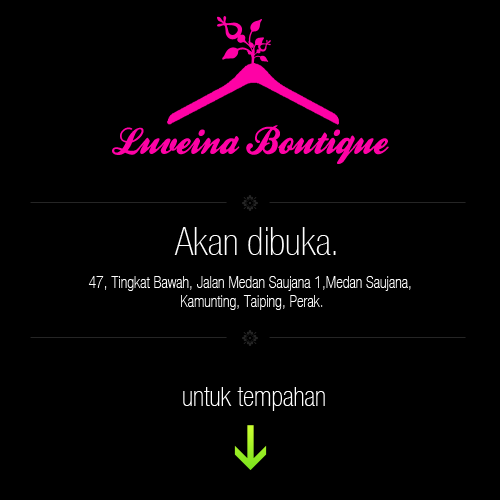 Luveina Boutique
Akan dibuka.
47, Tingkat Bawah, Jalan Medan Saujana 1,Medan Saujana,
Kamunting, Taiping, Perak.
untuk tempahan